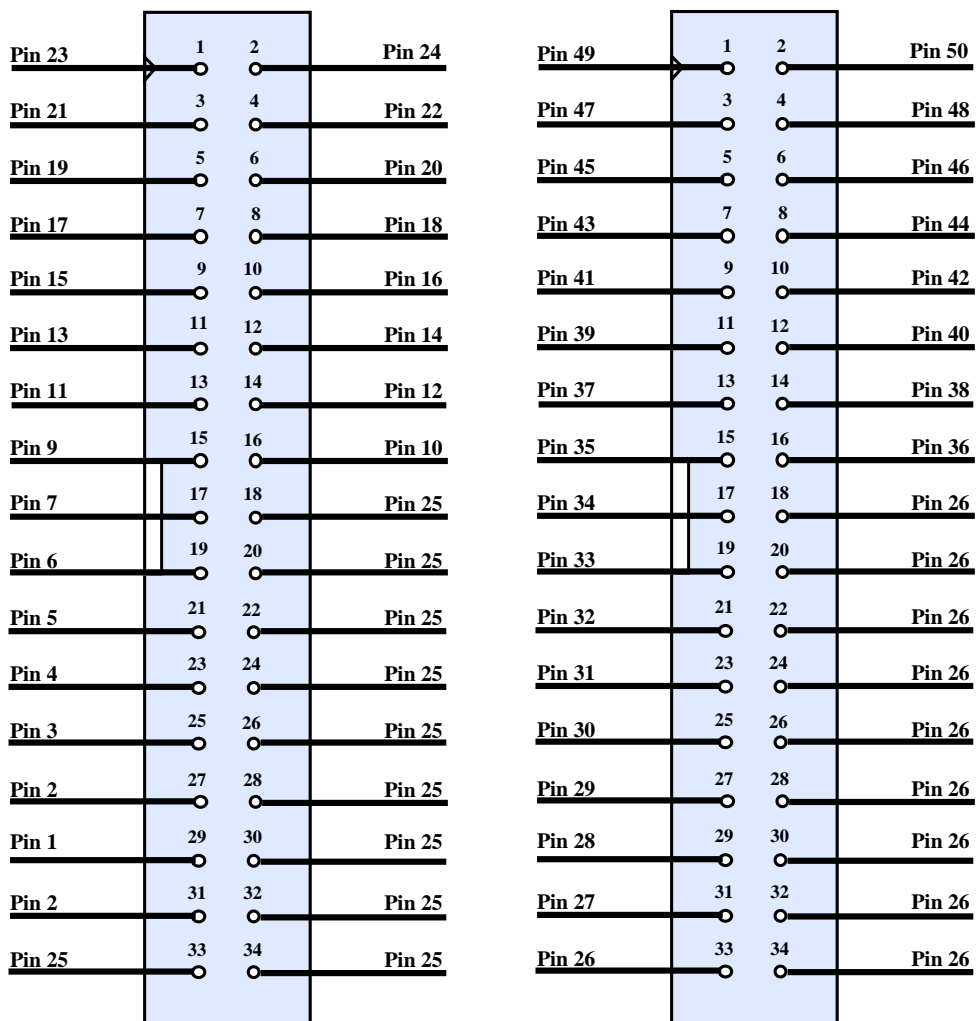 Pin 23 1 2 Pin 24
Pin 21 3 4 Pin 22
Pin 19 5 6 Pin 20
Pin 17 7 8 Pin 18
Pin 15 9 10 Pin 16
Pin 13 11 12 Pin 14
Pin 11 13 14 Pin 12
Pin 9 15 16 Pin 10
Pin 7 17 18 Pin 25
Pin 6 19 20 Pin 25
Pin 5 21 22 Pin 25
Pin 4 23 24 Pin 25
Pin 3 25 26 Pin 25
Pin 2 27 28 Pin 25
Pin 1 29 30 Pin 25
Pin 2 31 32 Pin 25
Pin 25 33 34 Pin 25
Pin 49 1 2 Pin 50
Pin 47 3 4 Pin 48
Pin 45 5 6 Pin 46
Pin 43 7 8 Pin 44
Pin 41 9 10 Pin 42
Pin 39 11 12 Pin 40
Pin 37 13 14 Pin 38
Pin 35 15 16 Pin 36
Pin 34 17 18 Pin 26
Pin 33 19 20 Pin 26
Pin 32 21 22 Pin 26
Pin 31 23 24 Pin 26
Pin 30 25 26 Pin 26
Pin 29 27 28 Pin 26
Pin 28 29 30 Pin 26
Pin 27 31 32 Pin 26
Pin 26 33 34 Pin 26